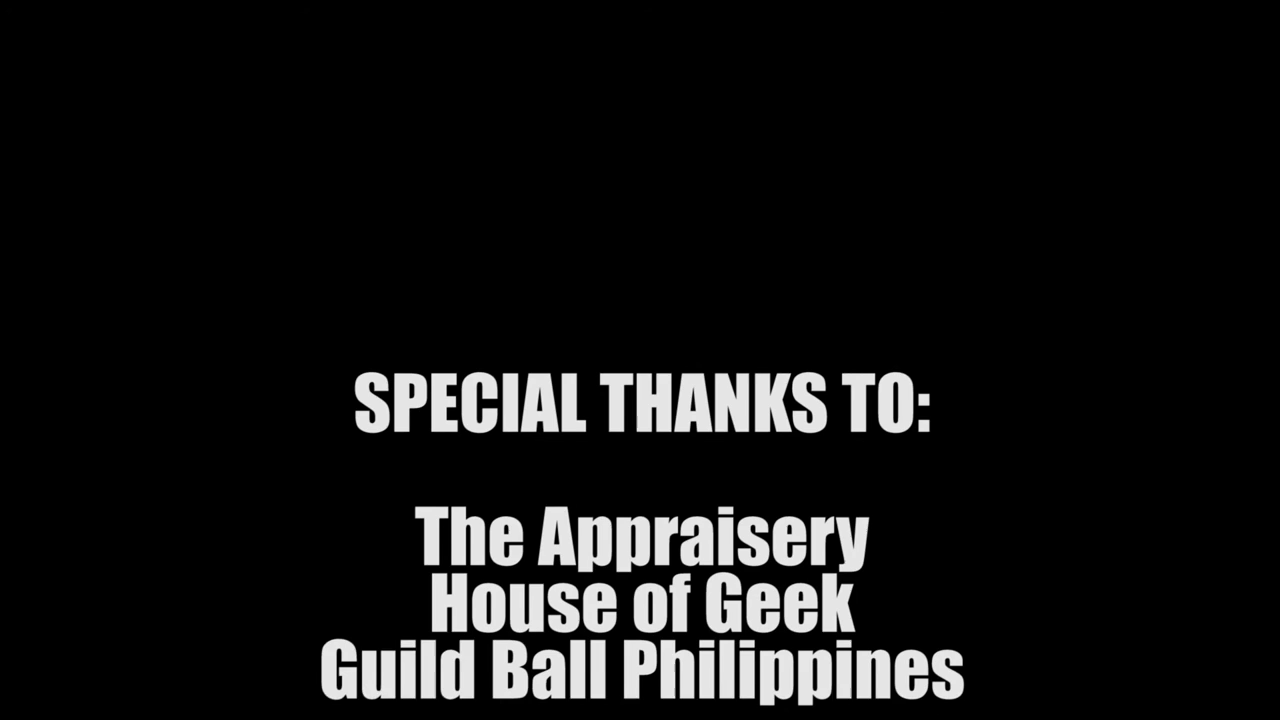 SPECIAL THANKS TO:
The Appraisery
House of Geek
Guild Ball Philippines